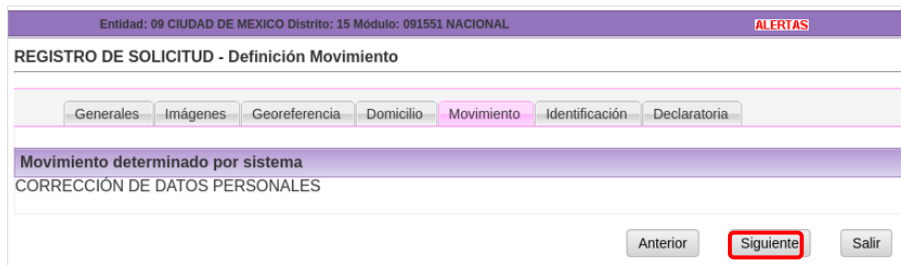 Entidad: 09 CIUDAD DE MEXICO Distrito: 15 Módulo: 091551 NACIONAL ALERTAS
REGISTRO DE SOLICITUD - Definición Movimiento
Generales Imágenes Georeferencia Domicilio Movimiento Identificación Declaratoria
Movimiento determinado por sistema
CORRECCIÓN DE DATOS PERSONALES
Anterior Siguiente Salir